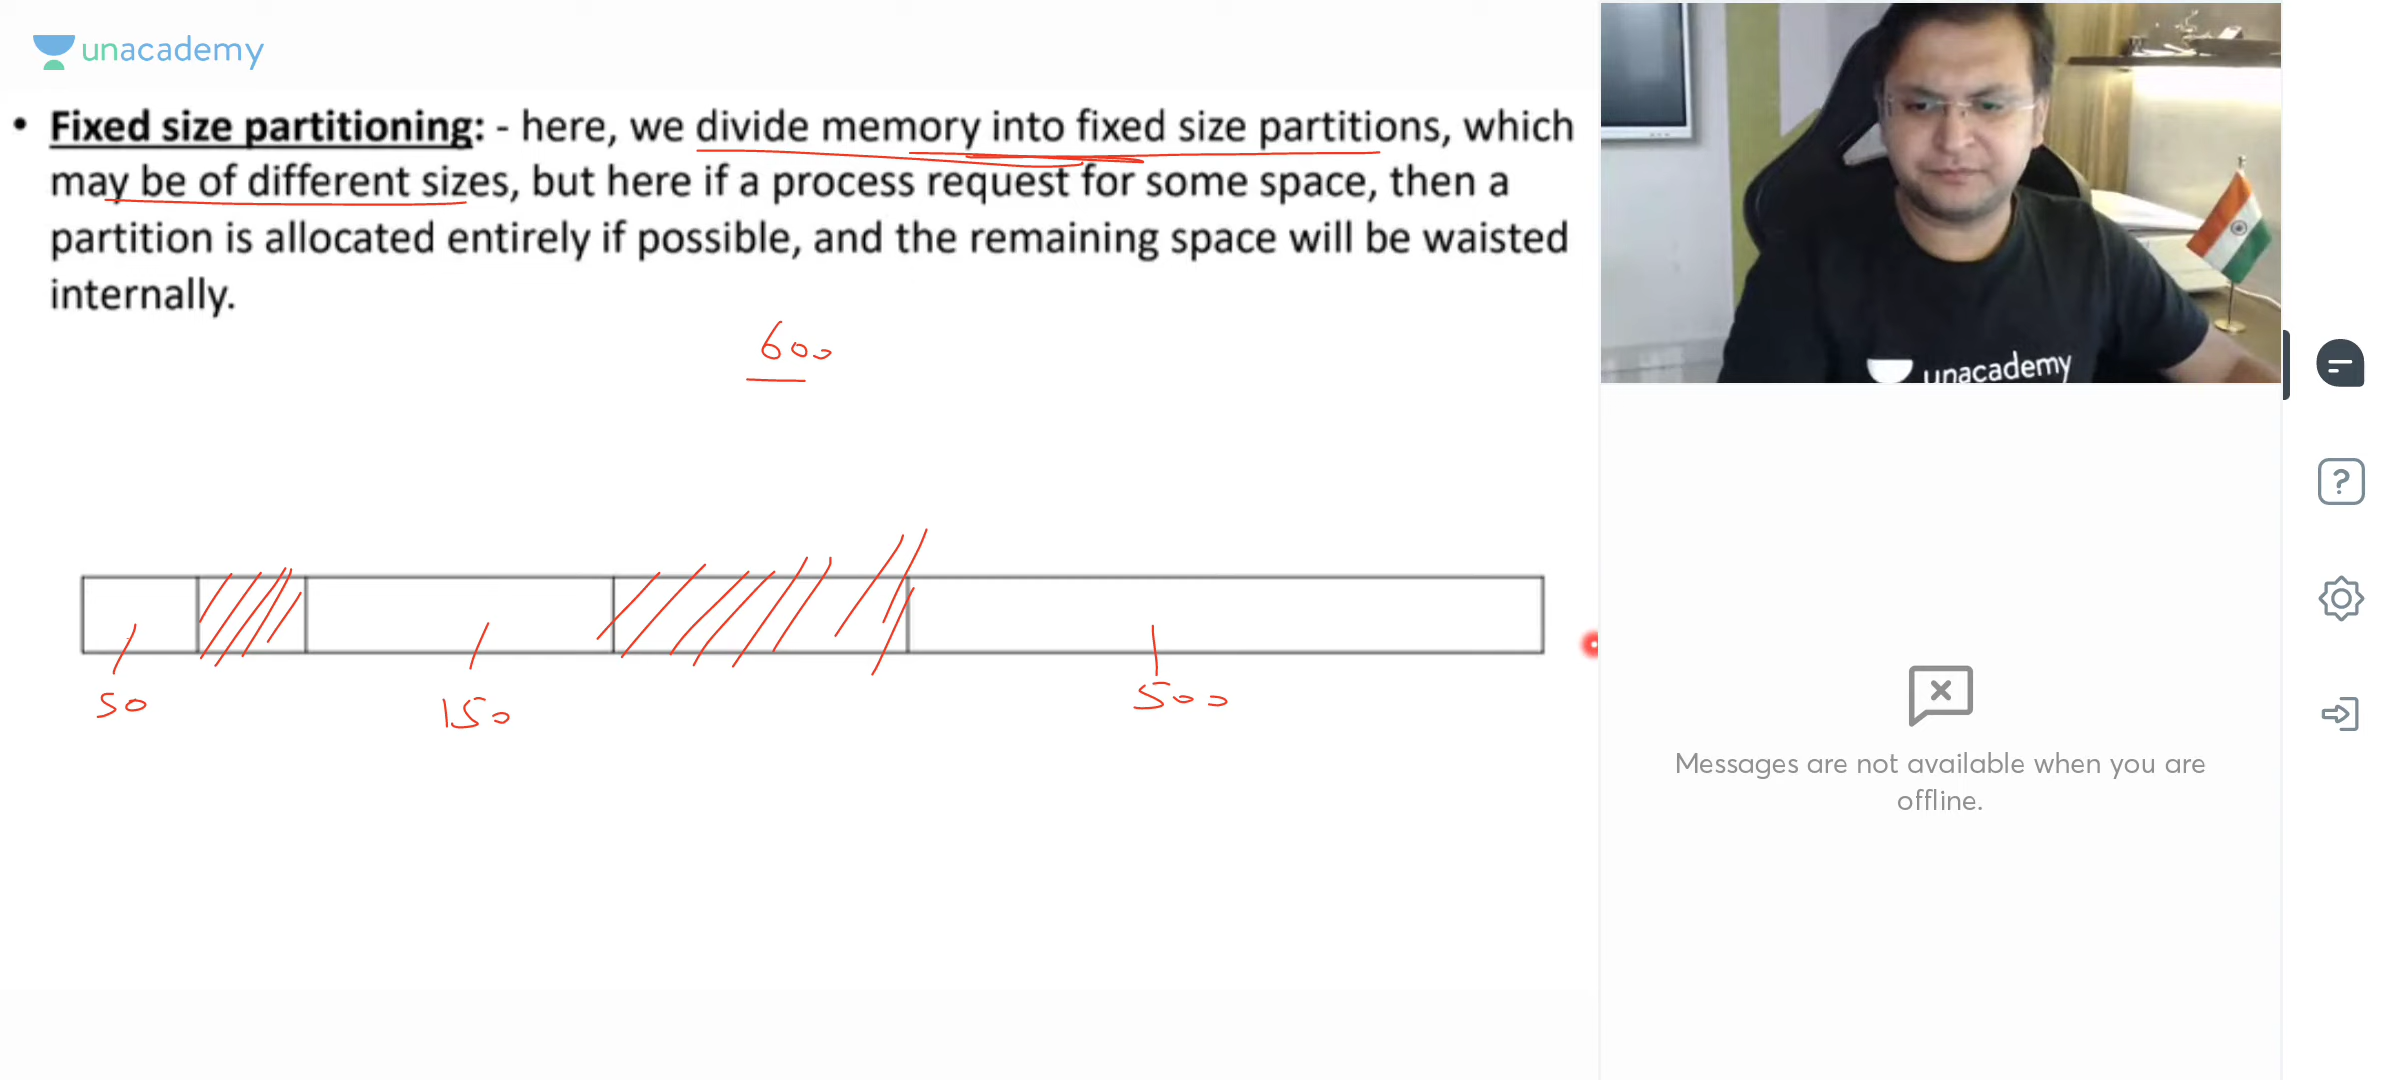 unacademy
• Fixed size partitioning: - here, we divide memory into fixed size partitions, which
may be of different sizes, but here if a process request for some space, then a
partition is allocated entirely if possible, and the remaining space will be waisted
internally.
600
50
150
500
unacademy
?
Messages are not available when you are
offline.